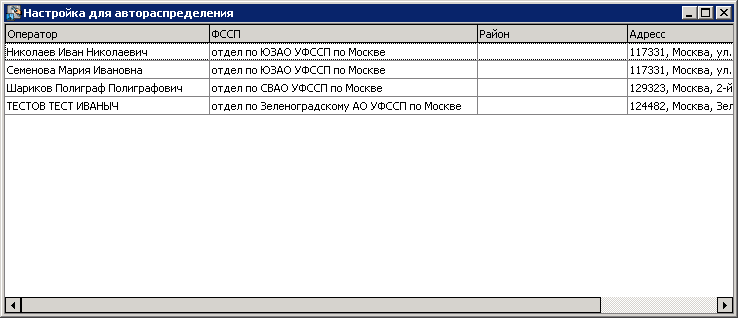 Настройка для автораспределения
Оператор ФССП Район Адресс
Николаев Иван Николаевич отдел по ЮЗАО УФССП по Москве 117331, Москва, ул.
Семенова Мария Ивановна отдел по ЮЗАО УФССП по Москве 117331, Москва, ул.
Шариков Полиграф Полиграфович отдел по СВАО УФССП по Москве 129323, Москва, 2-й
ТЕСТОВ ТЕСТ ИВАНЫЧ отдел по Зеленоградскому АО УФССП по Москве 124482, Москва, Зел